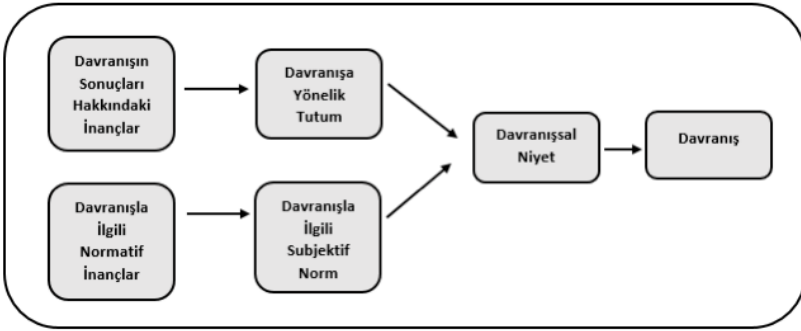 Davranışın
Sonuçları
Hakkındaki
İnançlar
Davranışa
Yönelik
Tutum
Davranışsal
Niyet
Davranış
Davranışla
İlgili
Normatif
İnançlar
Davranışla
İlgili
Subjektif
Norm